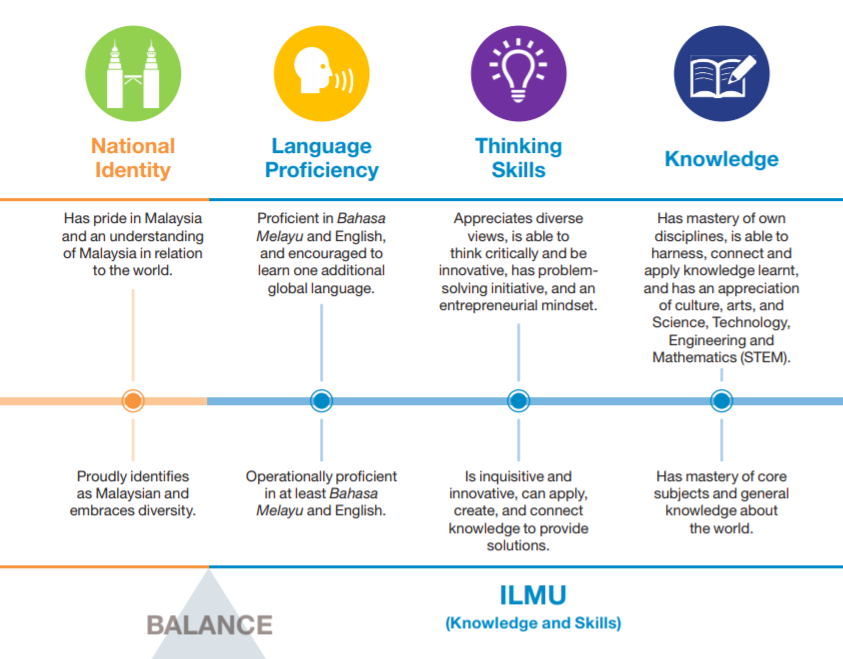 National
Identity
Language
Proficiency
Thinking
Skills
Knowledge
Has pride in Malaysia
and an understanding
of Malaysia in relation
to the world.
Proficient in Bahasa
Melayu and English,
and encouraged to
learn one additional
global language.
Appreciates diverse
views, is able to
think critically and be
innovative, has problem-
solving initiative, and an
entrepreneurial mindset.
Has mastery of own
disciplines, is able to
harness, connect and
apply knowledge learnt,
and has an appreciation
of culture, arts, and
Science, Technology,
Engineering and
Mathematics (STEM).
Proudly identifies
as Malaysian and
embraces diversity.
Operationally proficient
in at least Bahasa
Melayu and English.
Is inquisitive and
innovative, can apply,
create, and connect
knowledge to provide
solutions.
Has mastery of core
subjects and general
knowledge about
the world.
BALANCE
ILMU
(Knowledge and Skills)